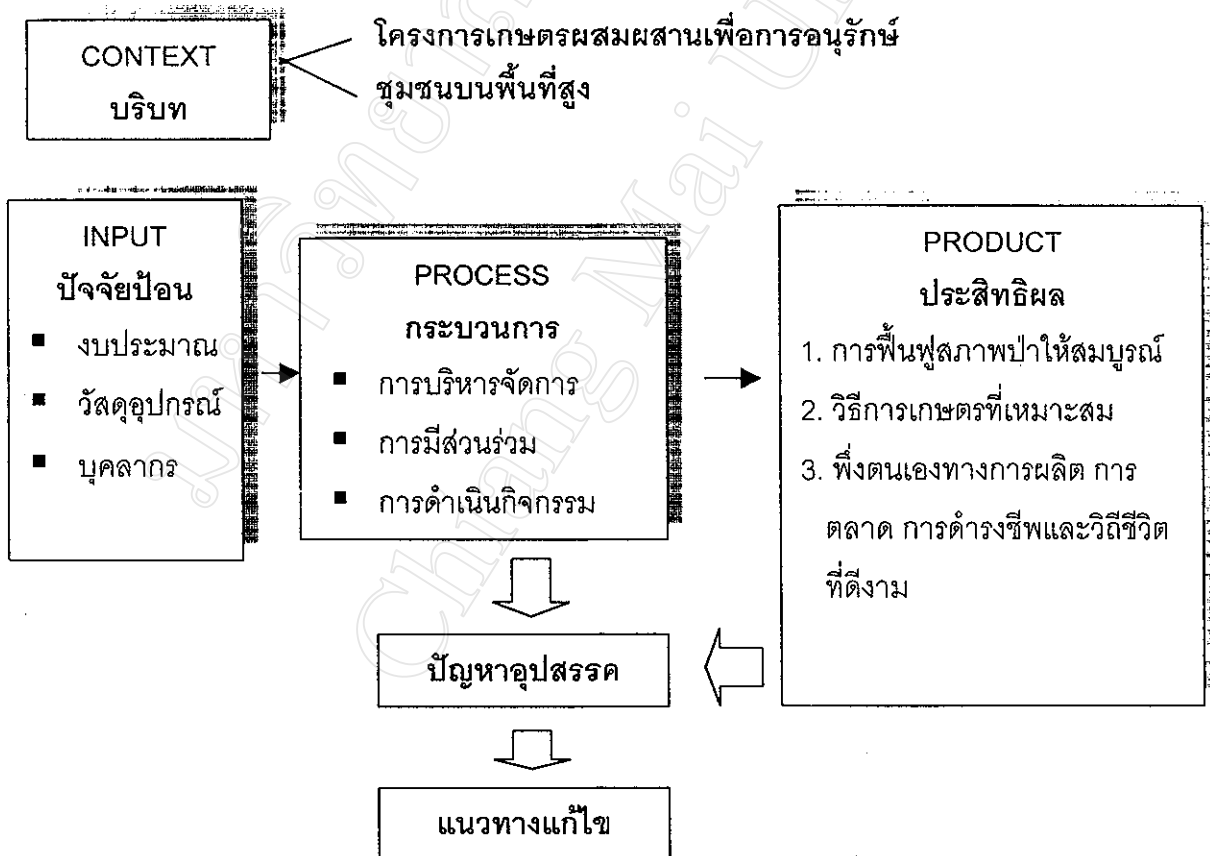 CONTEXT
บริบท
โครงการเกษตรผสมผสานเพื่อการอนุรักษ์
ชุมชนบนพื้นที่สูง
INPUT
ปัจจัยป้อน
▪ งบประมาณ
▪ วัสดุอุปกรณ์
▪ บุคลากร
PROCESS
กระบวนการ
▪ การบริหารจัดการ
▪ การมีส่วนร่วม
▪ การดำเนินกิจกรรม
PRODUCT
ประสิทธิผล
1. การฟื้นฟูสภาพป่าให้สมบูรณ์
2. วิธีการเกษตรที่เหมาะสม
3. พึ่งตนเองทางการผลิต การ
ตลาด การดำรงชีพและวิถีชีวิต
ที่ดีงาม
ปัญหาอุปสรรค
แนวทางแก้ไข
Chiang Mai U